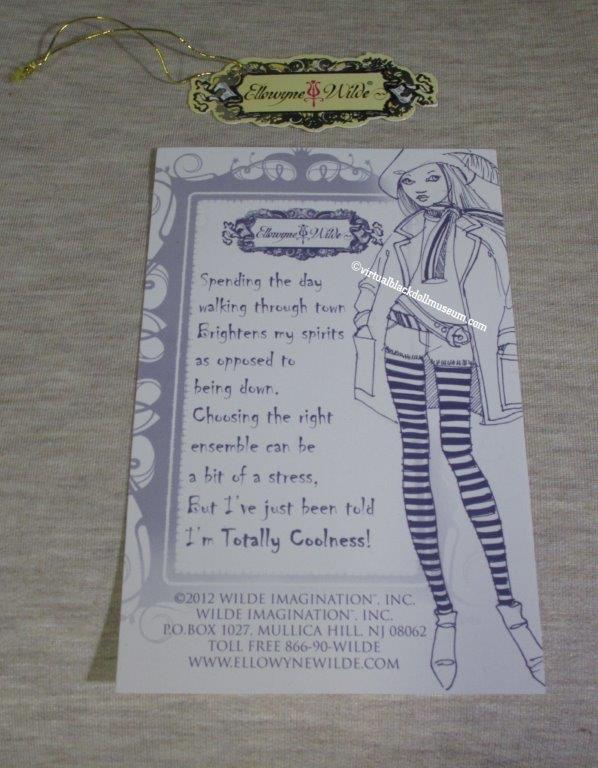 Ellowyne Wilde®
Ellowyne Wilde
©virtualblackdollmuseum.com
Spending the day
walking through town
Brightens my spirits
as opposed to
being down.
Choosing the right
ensemble can be
a bit of a stress,
But I've just been told
I'm Totally Coolness!
©2012 WILDE IMAGINATION™, INC.
WILDE IMAGINATION™, INC.
P.O.BOX 1027, MULLICA HILL, NJ 08062
TOLL FREE 866-90-WILDE
WWW.ELLOWYNEWILDE.COM